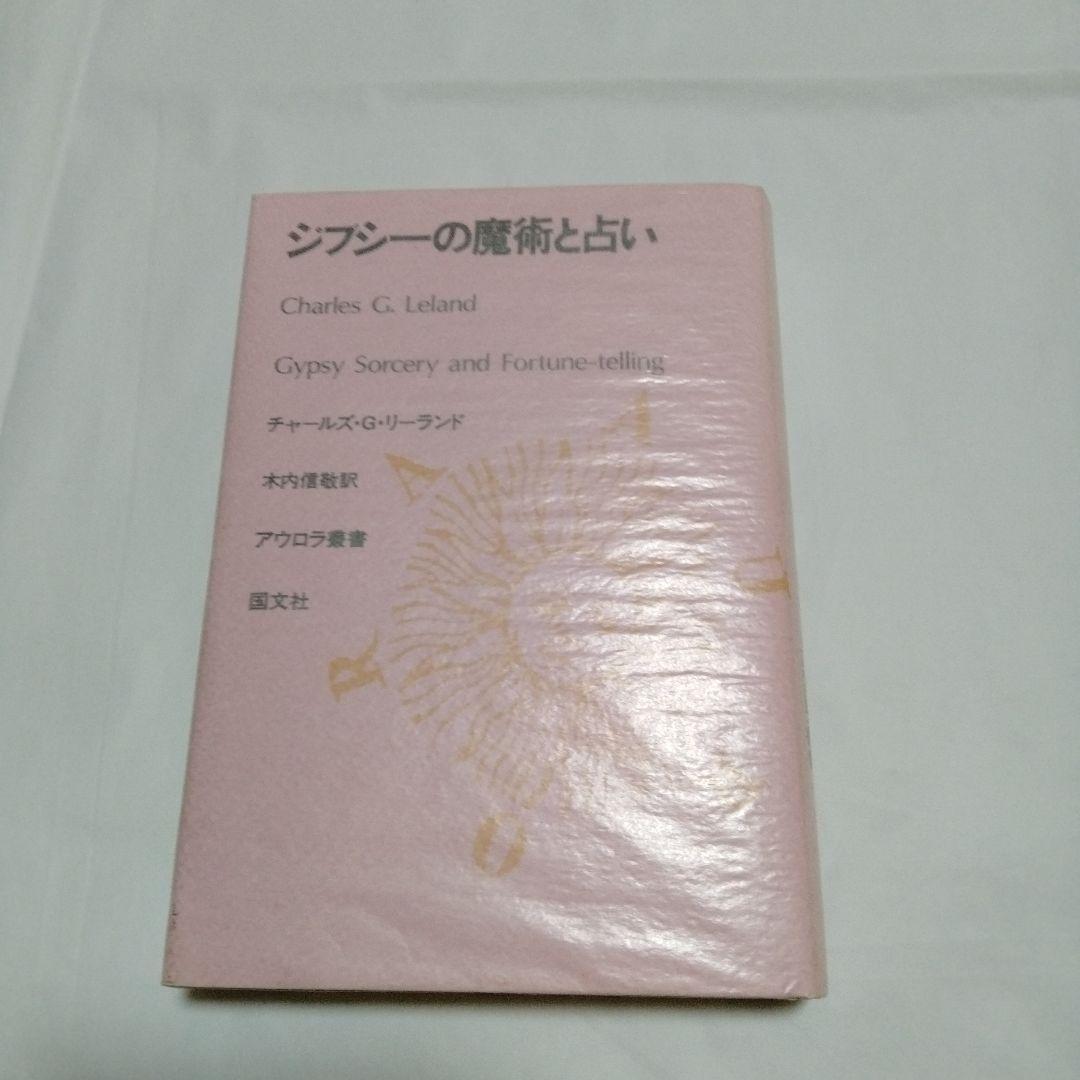 ジプシーの魔術と占い
Charles G. Leland
Gypsy Sorcery and Fortune-telling
チャールズ・G・リーランド
木内信敬訳
アウロラ叢書
国文社
A
U
R
O
A